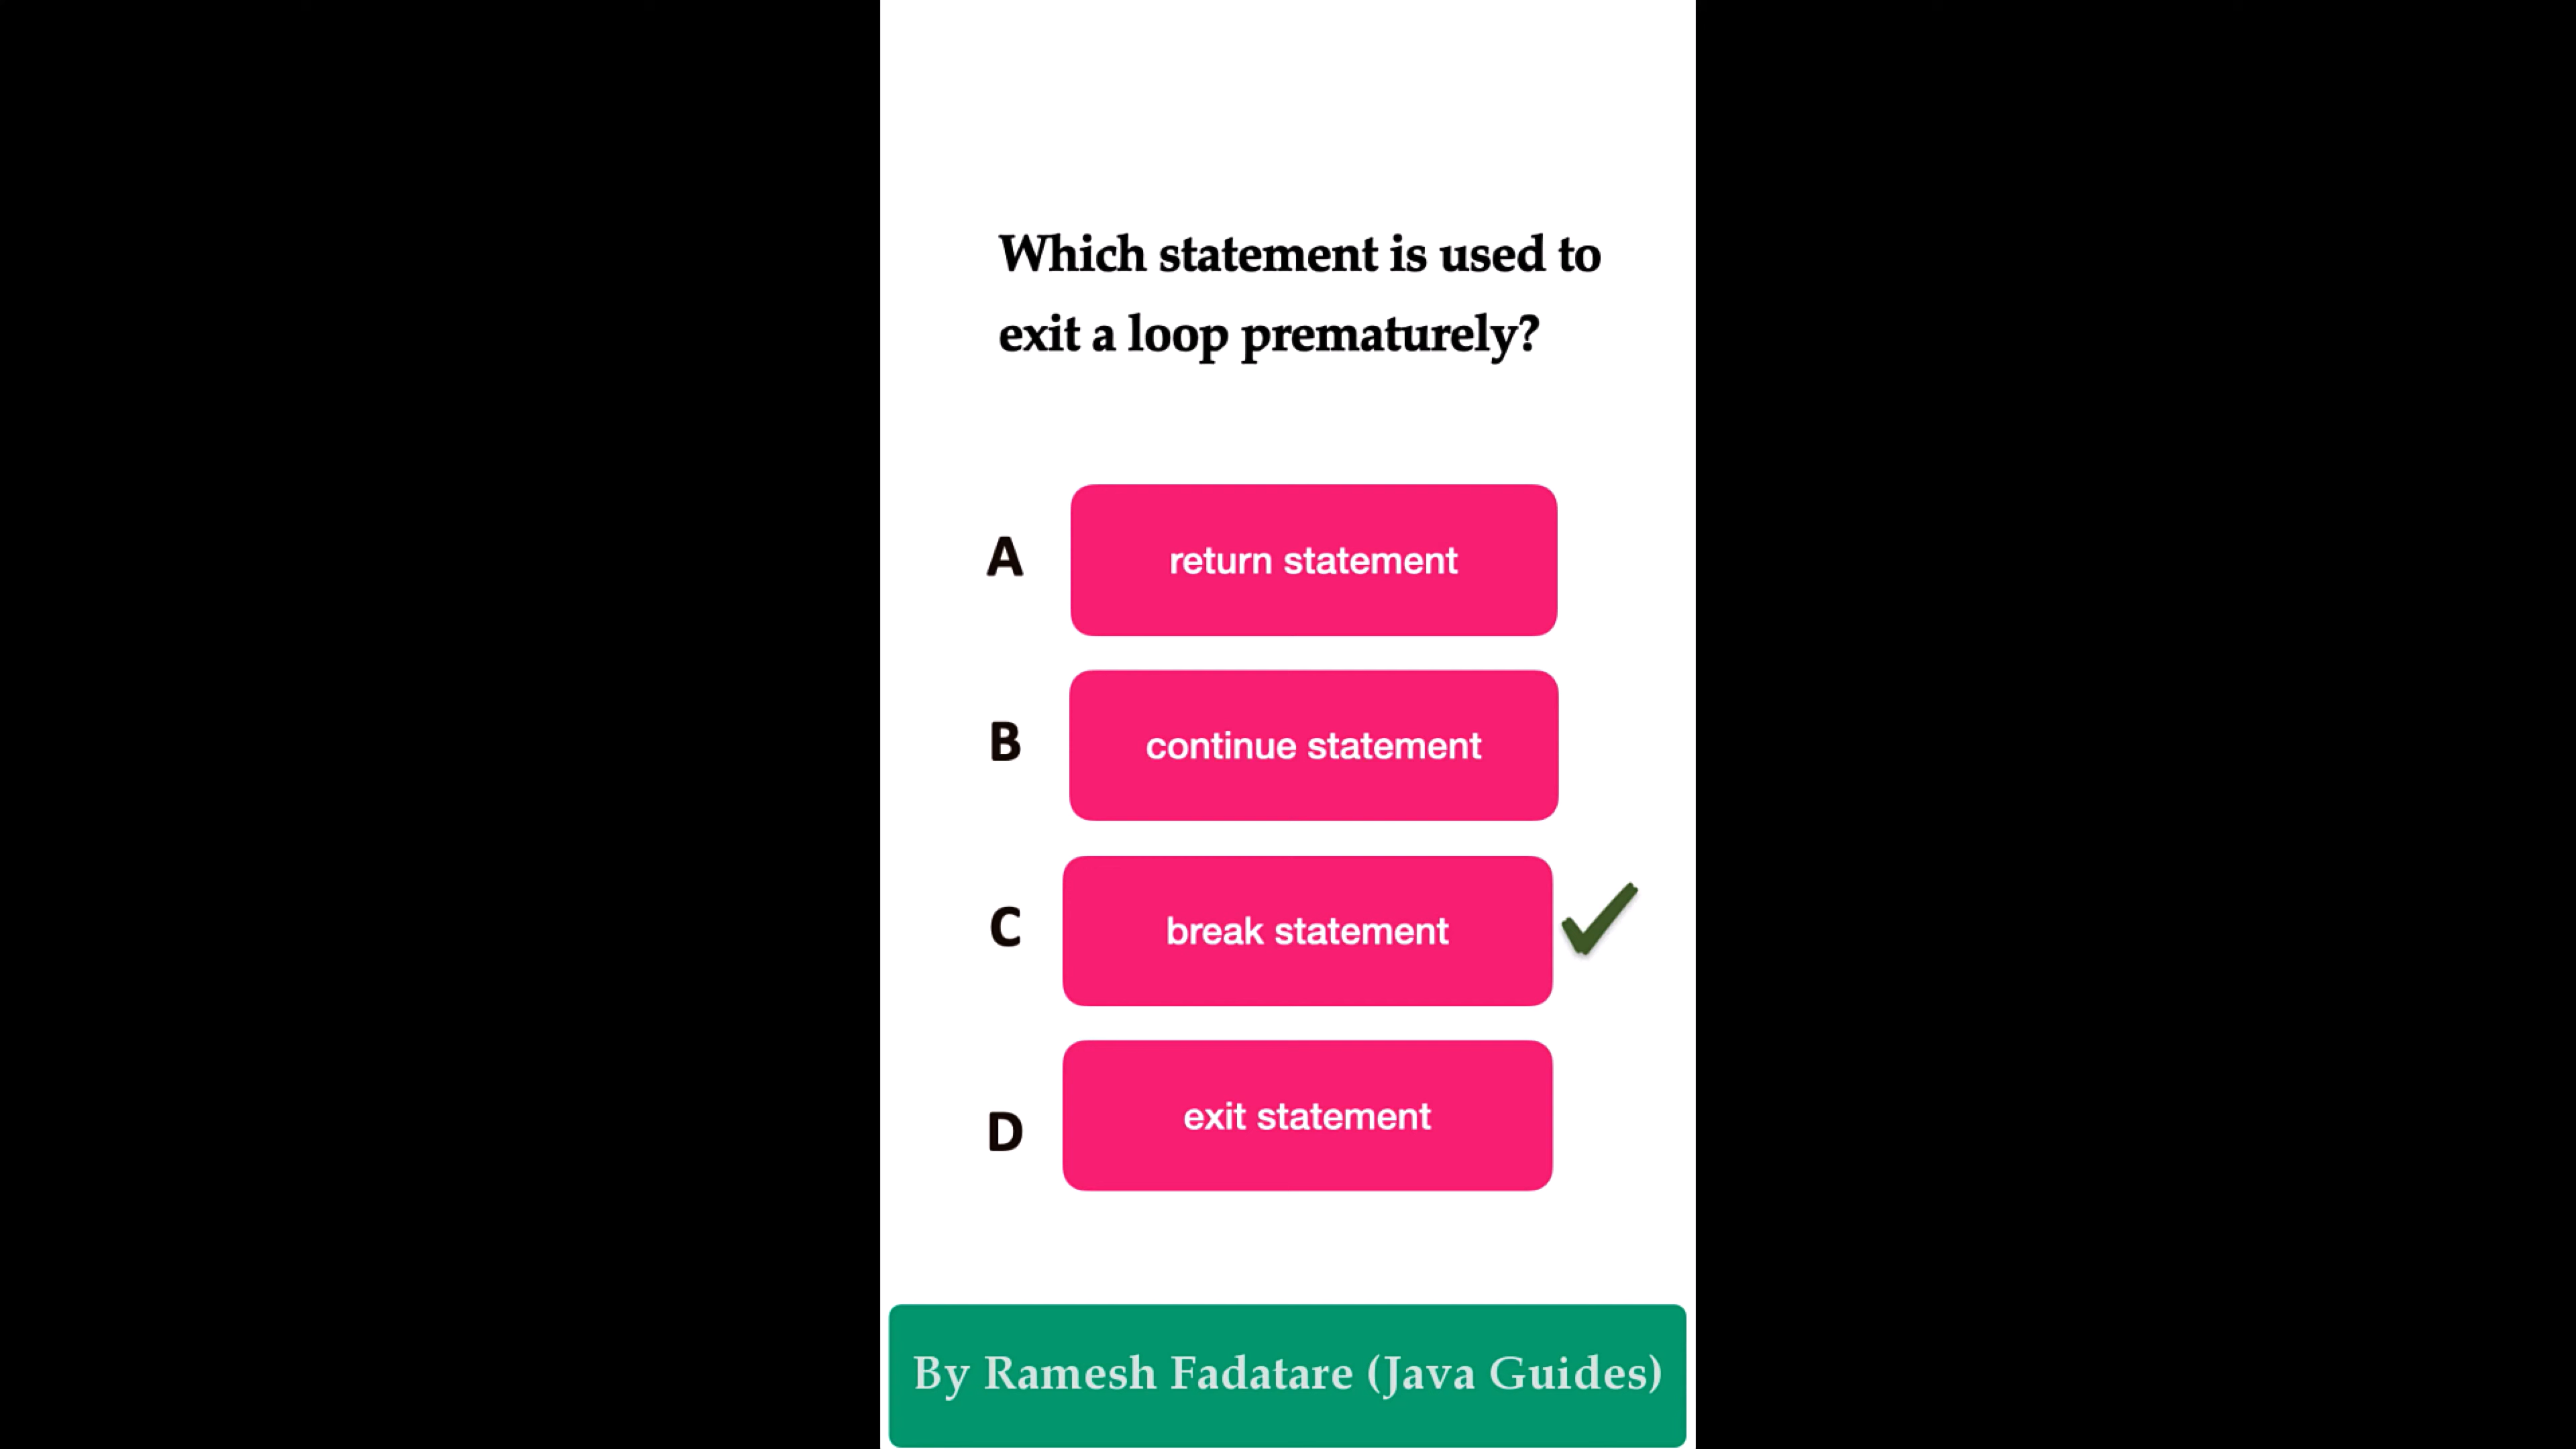 Which statement is used to
exit a loop prematurely?
A return statement
B continue statement
C break statement
D exit statement
By Ramesh Fadatare (Java Guides)